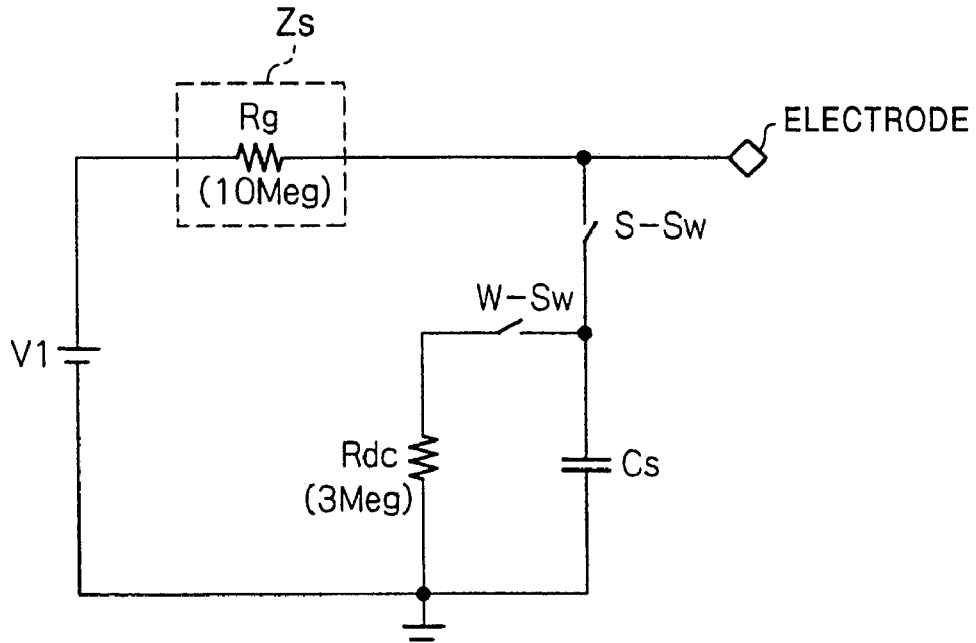 Zs
Rg
(10Meg)
ELECTRODE
S-Sw
W-Sw
V1
Rdc
(3Meg)
Cs